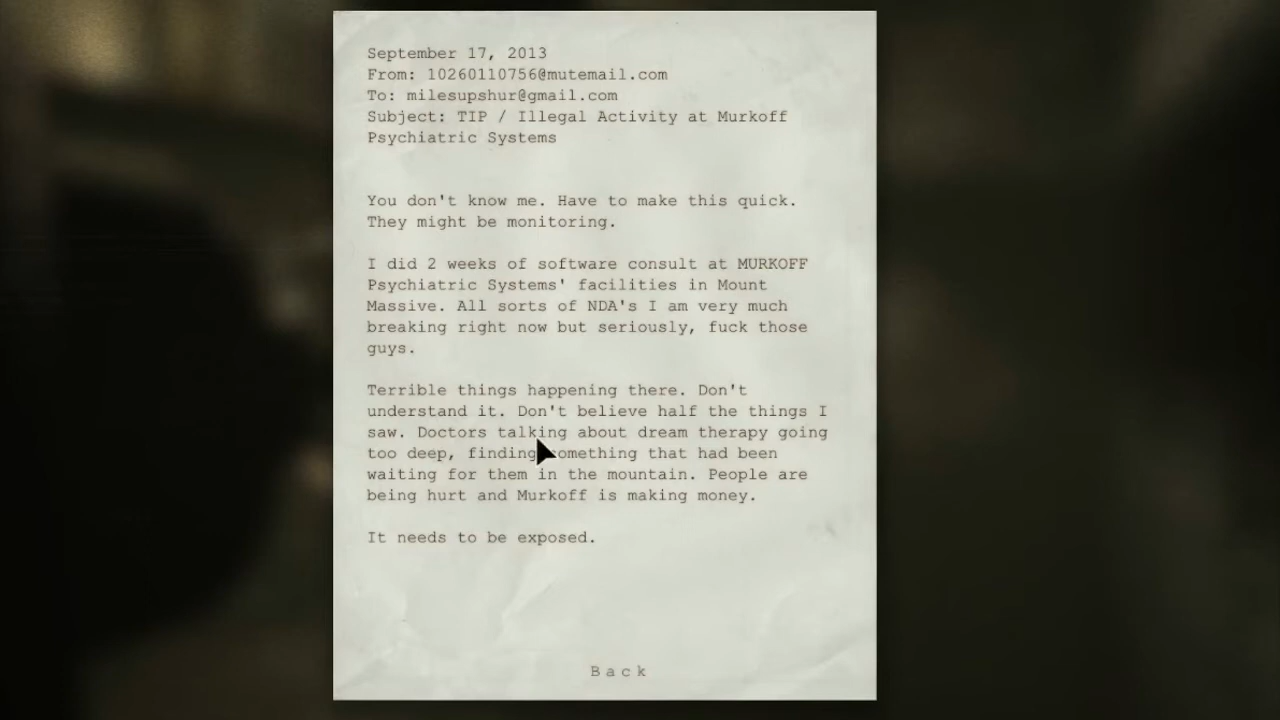 September 17, 2013
From: 10260110756@mutemail.com
To: milesupshur@gmail.com
Subject: TIP / Illegal Activity at Murkoff
Psychiatric Systems
You don't know me. Have to make this quick.
They might be monitoring.
I did 2 weeks of software consult at MURKOFF
Psychiatric Systems' facilities in Mount
Massive. All sorts of NDA's I am very much
breaking right now but seriously, fuck those
guys.
Terrible things happening there. Don't
understand it. Don't believe half the things I
saw. Doctors talking about dream therapy going
too deep, finding something that had been
waiting for them in the mountain. People are
being hurt and Murkoff is making money.
It needs to be exposed.
Back